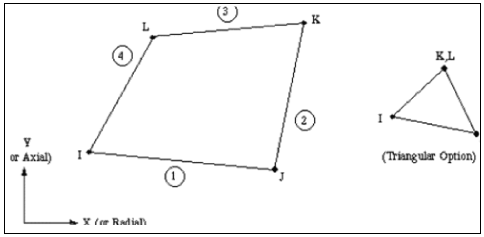 3
L
K
4
K,L
2
I
Y
or Axial)
I
(Triangular Option)
1
J
X (or Radial)